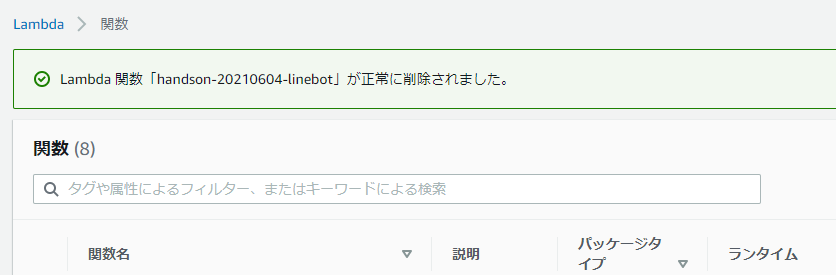 Lambda > 関数
Lambda 関数「handson-20210604-linebot」が正常に削除されました。
関数 (8)
タグや属性によるフィルター、またはキーワードによる検索
関数名 説明 パッケージタイプ ランタイム